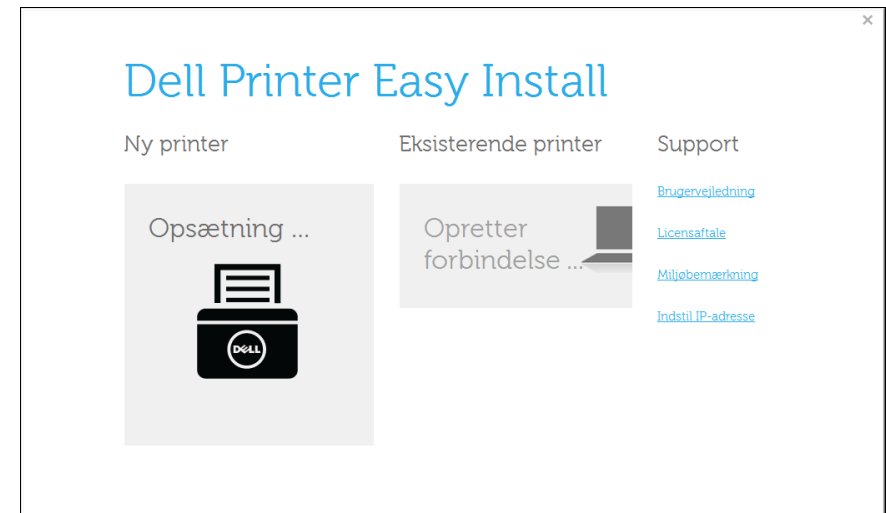 ×
Dell Printer Easy Install
Ny printer
Eksisterende printer
Support
Opsætning ...
DELL
Opretter
forbindelse ...
Brugervejledning
Licensaftale
Miljøbemærkning
Indstil IP-adresse